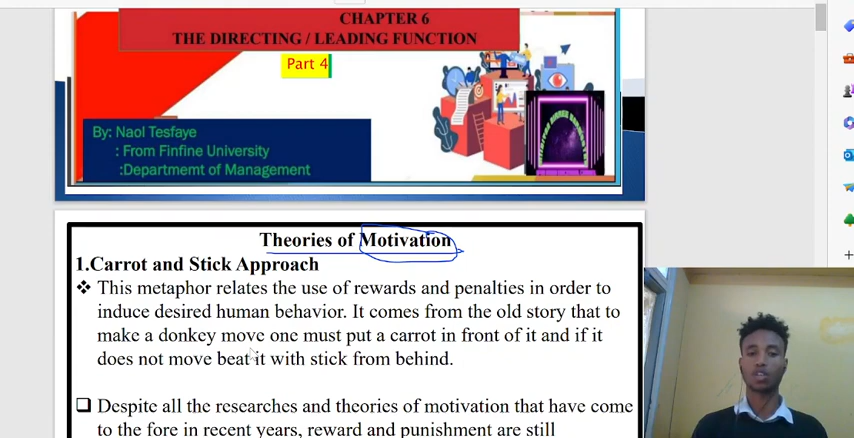 CHAPTER 6
THE DIRECTING / LEADING FUNCTION
Part 4
By: Naol Tesfaye
: From Finfine University
:Departmemt of Management
Theories of Motivation
1.Carrot and Stick Approach
❖ This metaphor relates the use of rewards and penalties in order to
induce desired human behavior. It comes from the old story that to
make a donkey move one must put a carrot in front of it and if it
does not move beat it with stick from behind.
❑ Despite all the researches and theories of motivation that have come
to the fore in recent years, reward and punishment are still